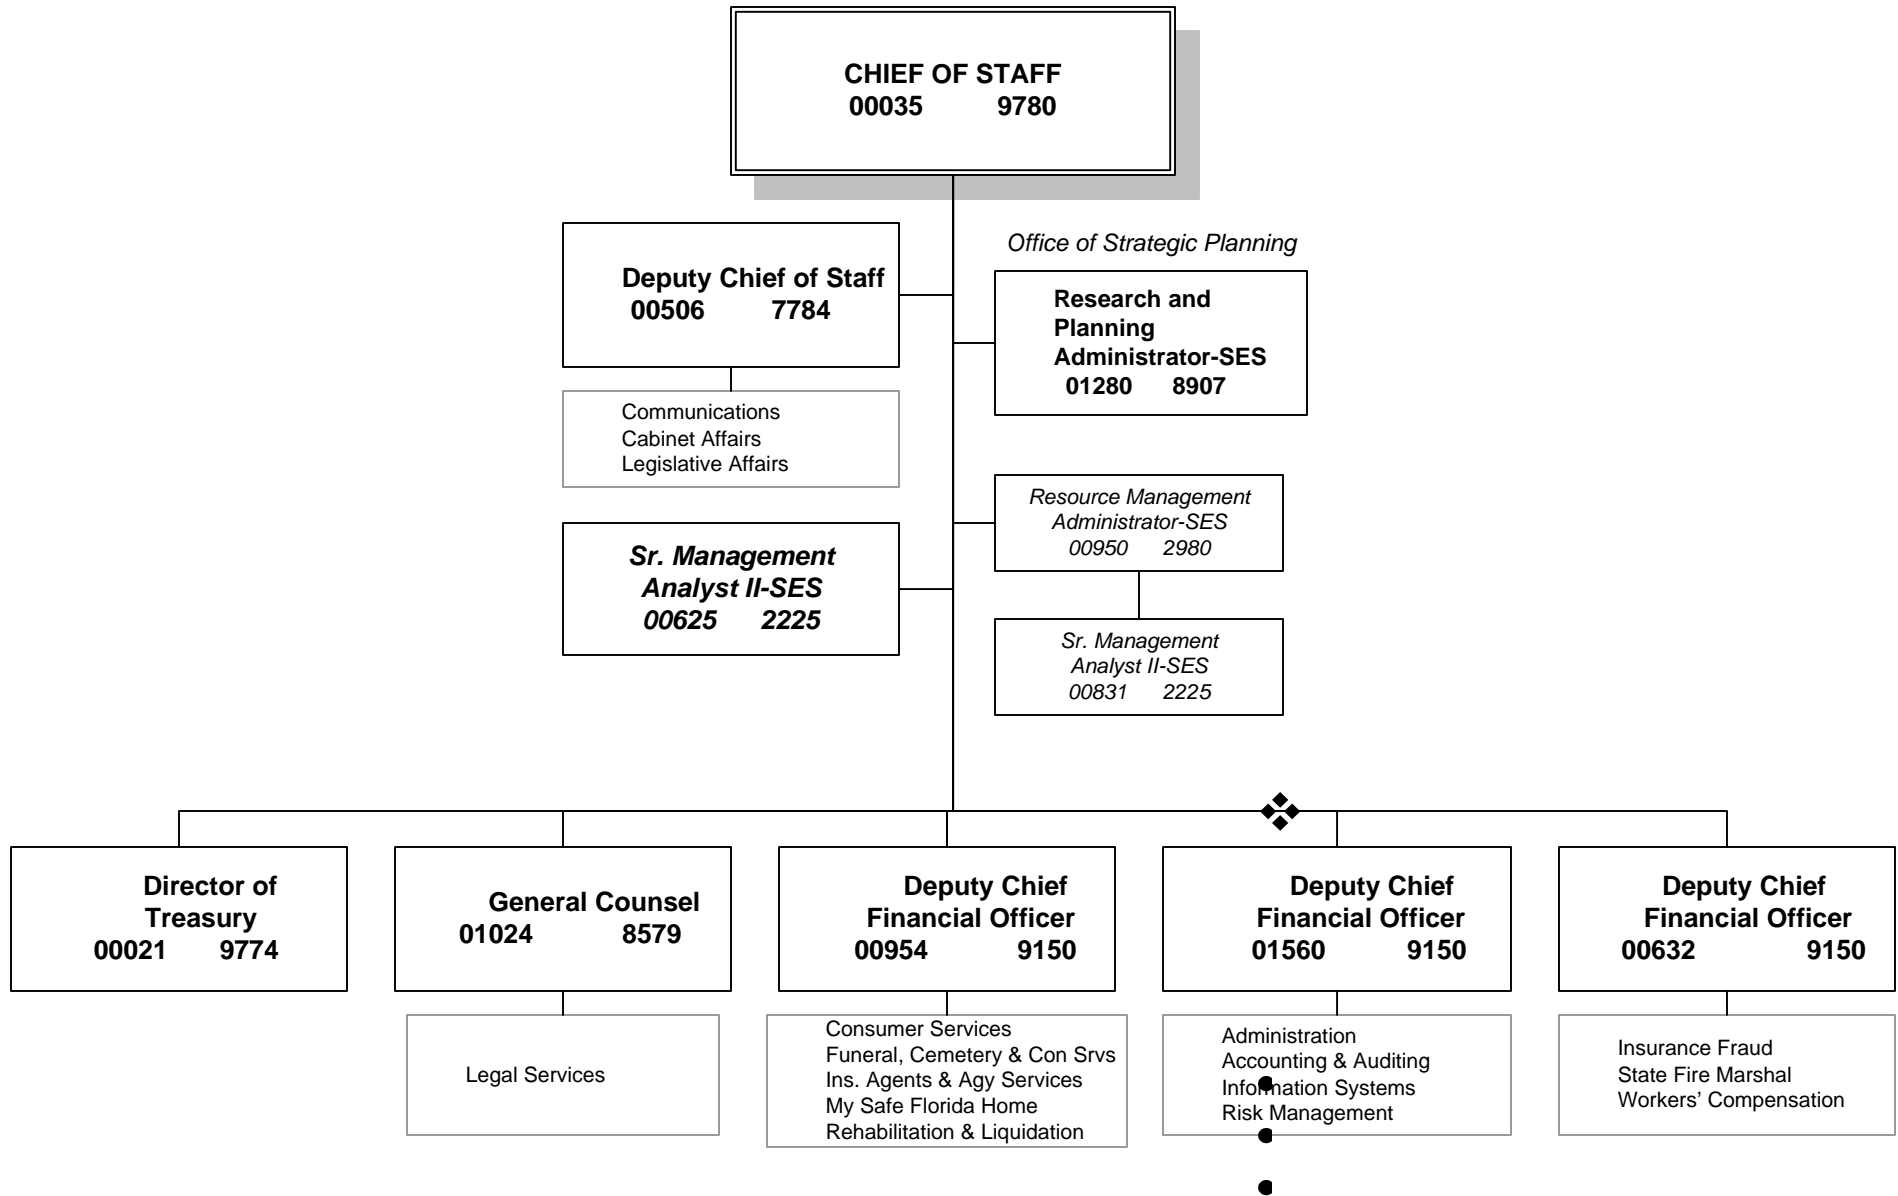 CHIEF OF STAFF
00035 9780
Deputy Chief of Staff
00506 7784
Communications
Cabinet Affairs
Legislative Affairs
Office of Strategic Planning
Research and
Planning
Administrator-SES
01280 8907
Sr. Management
Analyst II-SES
00625 2225
Resource Management
Administrator-SES
00950 2980
Sr. Management
Analyst II-SES
00831 2225
Director of
Treasury
00021 9774
General Counsel
01024 8579
Legal Services
Deputy Chief
Financial Officer
00954 9150
Consumer Services
Funeral, Cemetery & Con Srvs
Ins. Agents & Agy Services
My Safe Florida Home
Rehabilitation & Liquidation
Deputy Chief
Financial Officer
01560 9150
Administration
Accounting & Auditing
Information Systems
Risk Management
Deputy Chief
Financial Officer
00632 9150
Insurance Fraud
State Fire Marshal
Workers’ Compensation